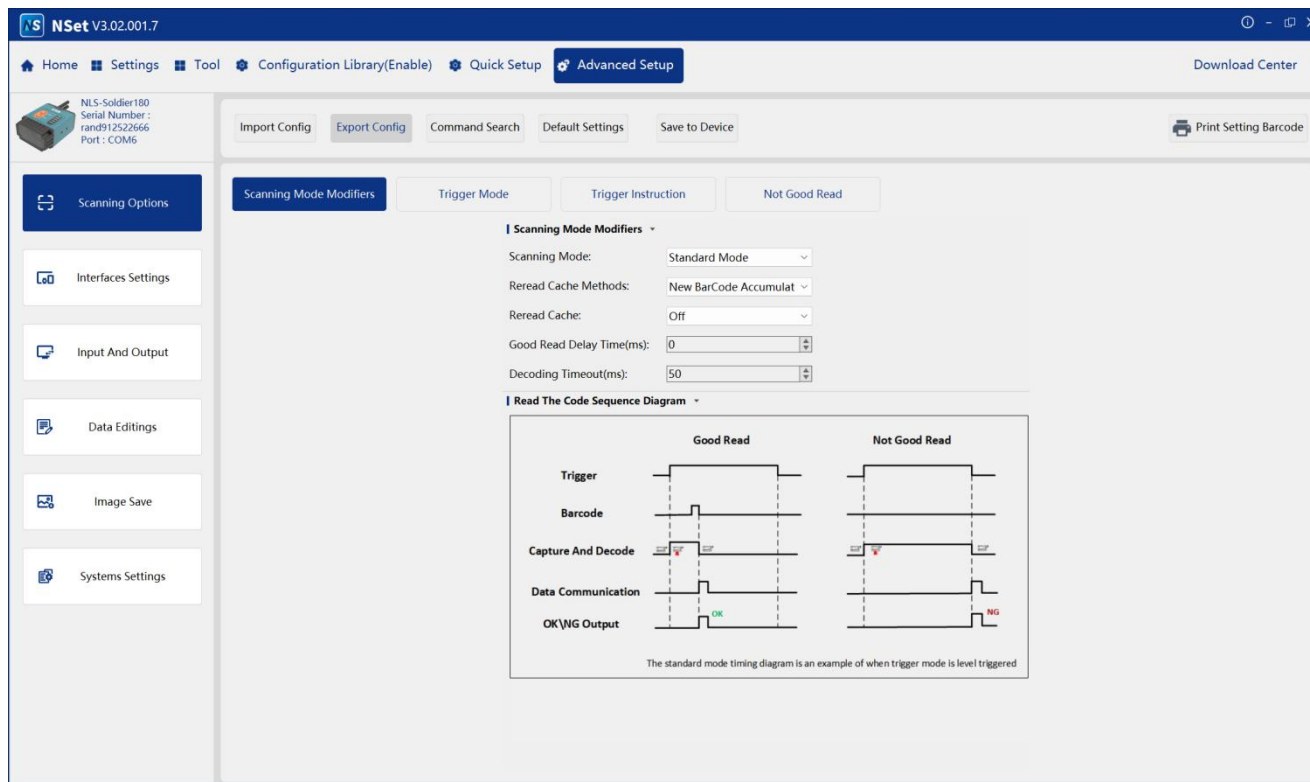 NS NSet V3.02.001.7
Home Settings Tool Configuration Library(Enable) Quick Setup Advanced Setup Download Center
NLS-Soldier180
Serial Number :
rand912522666
Port : COM6
Import Config Export Config Command Search Default Settings Save to Device Print Setting Barcode
Scanning Options
Interfaces Settings
Input And Output
Data Editings
Image Save
Systems Settings
Scanning Mode Modifiers Trigger Mode Trigger Instruction Not Good Read
Scanning Mode Modifiers
Scanning Mode: Standard Mode
Reread Cache Methods: New BarCode Accumulat
Reread Cache: Off
Good Read Delay Time(ms): 0
Decoding Timeout(ms): 50
Read The Code Sequence Diagram
Good Read Not Good Read
Trigger
Barcode
Capture And Decode
Data Communication
OK\NG Output OK NG
The standard mode timing diagram is an example of when trigger mode is level triggered